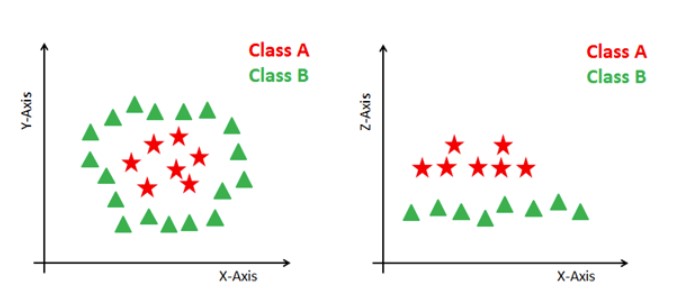 Class A
Class B
Y-Axis
X-Axis
Class A
Class B
Z-Axis
X-Axis